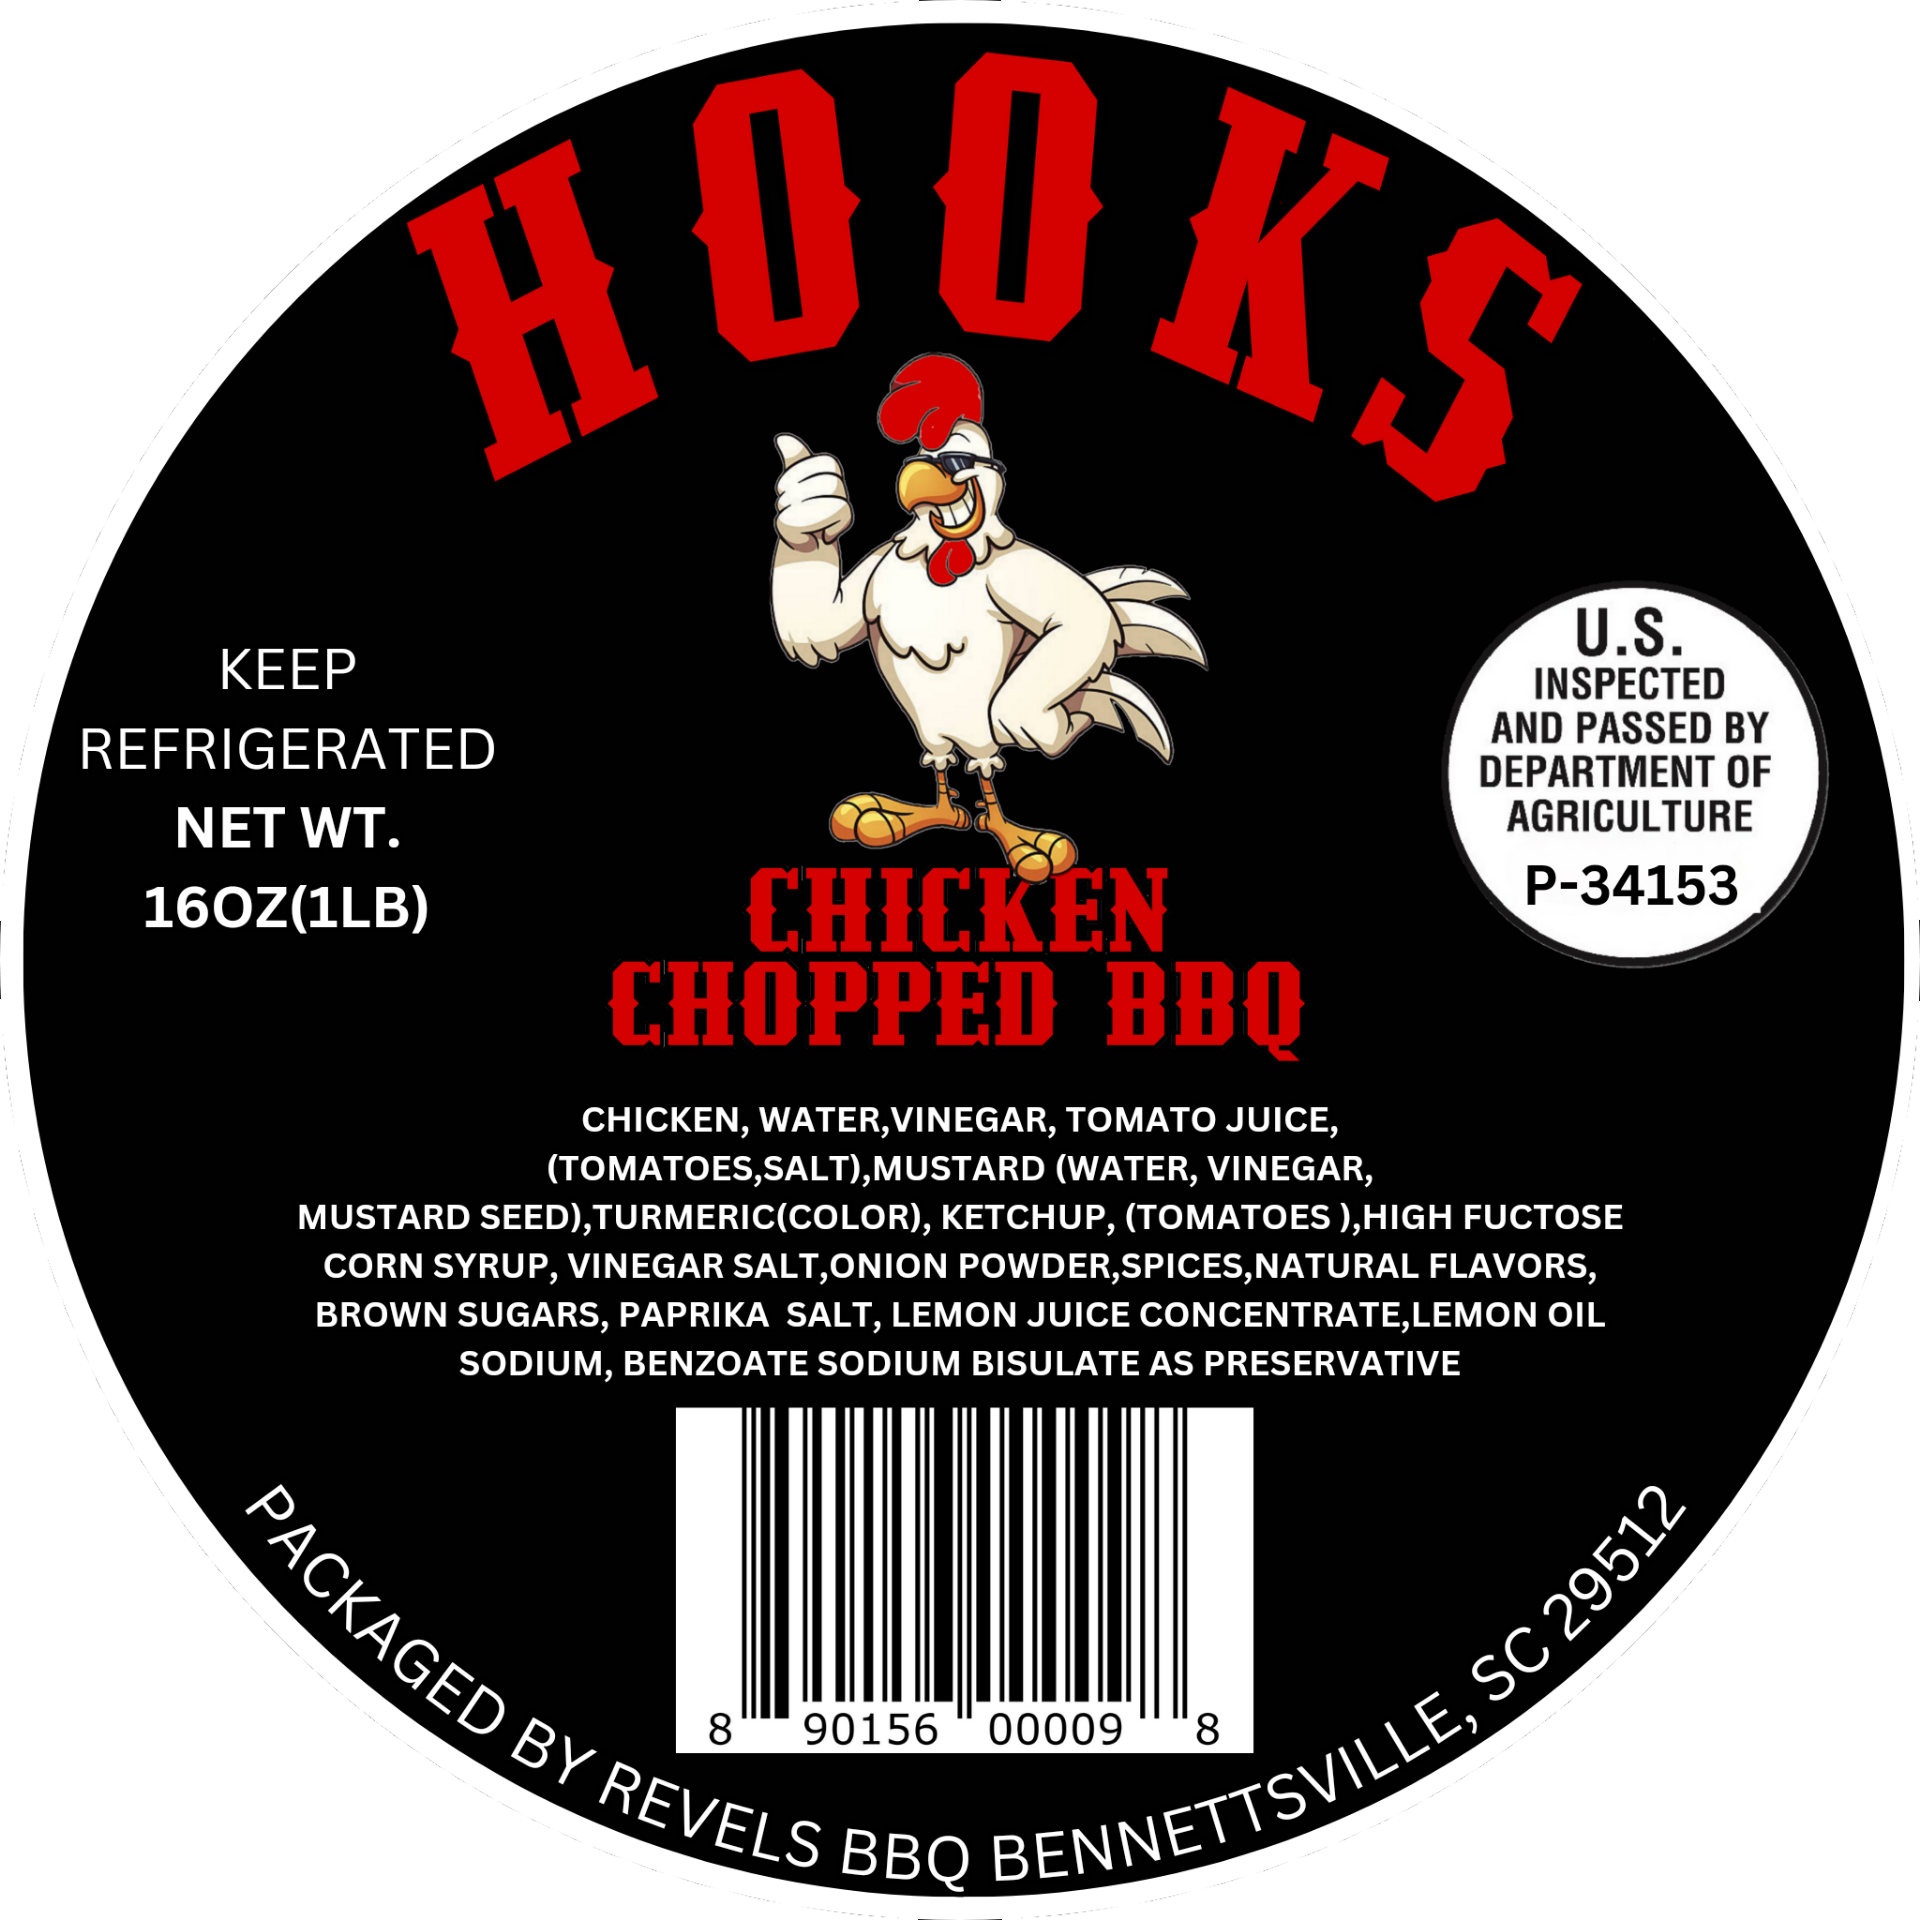 HOOKS
KEEP
REFRIGERATED
NET WT.
16OZ(1LB)
U.S.
INSPECTED
AND PASSED BY
DEPARTMENT OF
AGRICULTURE
P-34153
CHICKEN
CHOPPED BBQ
CHICKEN, WATER,VINEGAR, TOMATO JUICE,
(TOMATOES,SALT),MUSTARD (WATER, VINEGAR,
MUSTARD SEED),TURMERIC(COLOR), KETCHUP, (TOMATOES ),HIGH FUCTOSE
CORN SYRUP, VINEGAR SALT,ONION POWDER,SPICES,NATURAL FLAVORS,
BROWN SUGARS, PAPRIKA  SALT, LEMON JUICE CONCENTRATE,LEMON OIL
SODIUM, BENZOATE SODIUM BISULATE AS PRESERVATIVE
8 90156 00009 8
PACKAGED BY REVELS BBQ BENNETTSVILLE, SC 29512